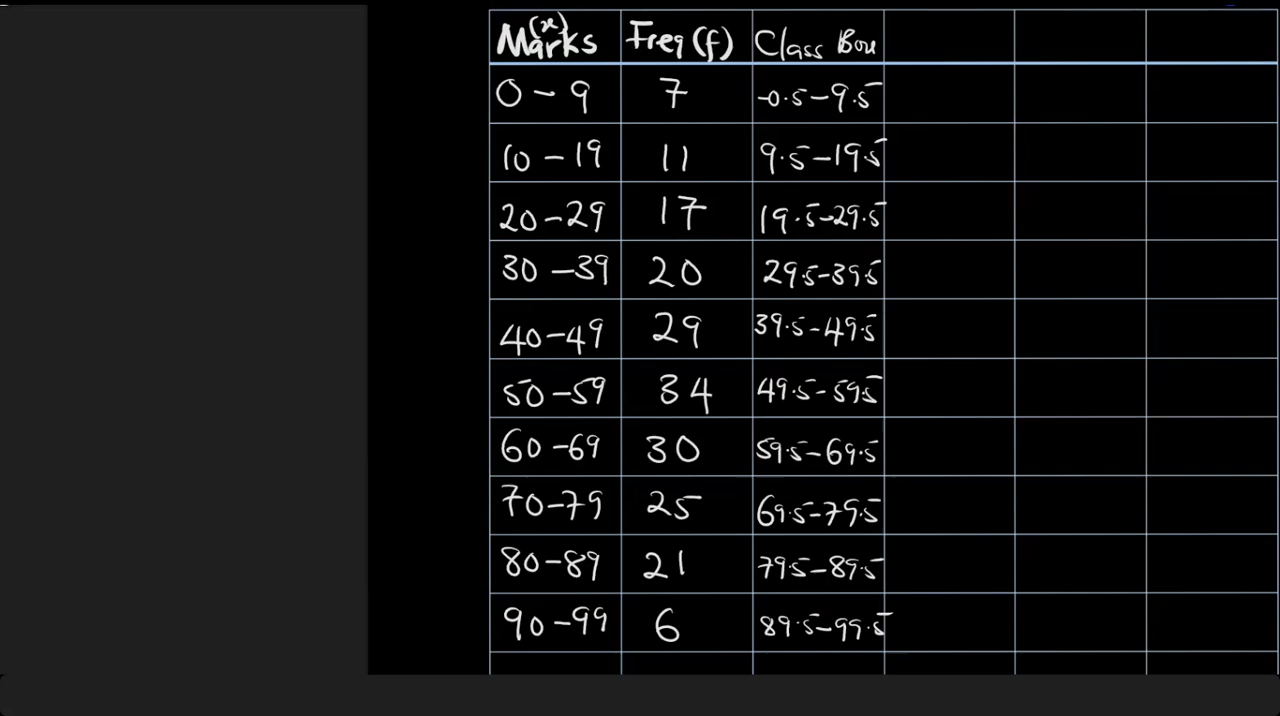 Marks (x) Freq (f) Class Bou
0 – 9 7 -0.5 – 9.5
10 – 19 11 9.5 – 19.5
20 – 29 17 19.5 – 29.5
30 – 39 20 29.5 – 39.5
40 – 49 29 39.5 – 49.5
50 – 59 34 49.5 – 59.5
60 – 69 30 59.5 – 69.5
70 – 79 25 69.5 – 79.5
80 – 89 21 79.5 – 89.5
90 – 99 6 89.5 – 99.5